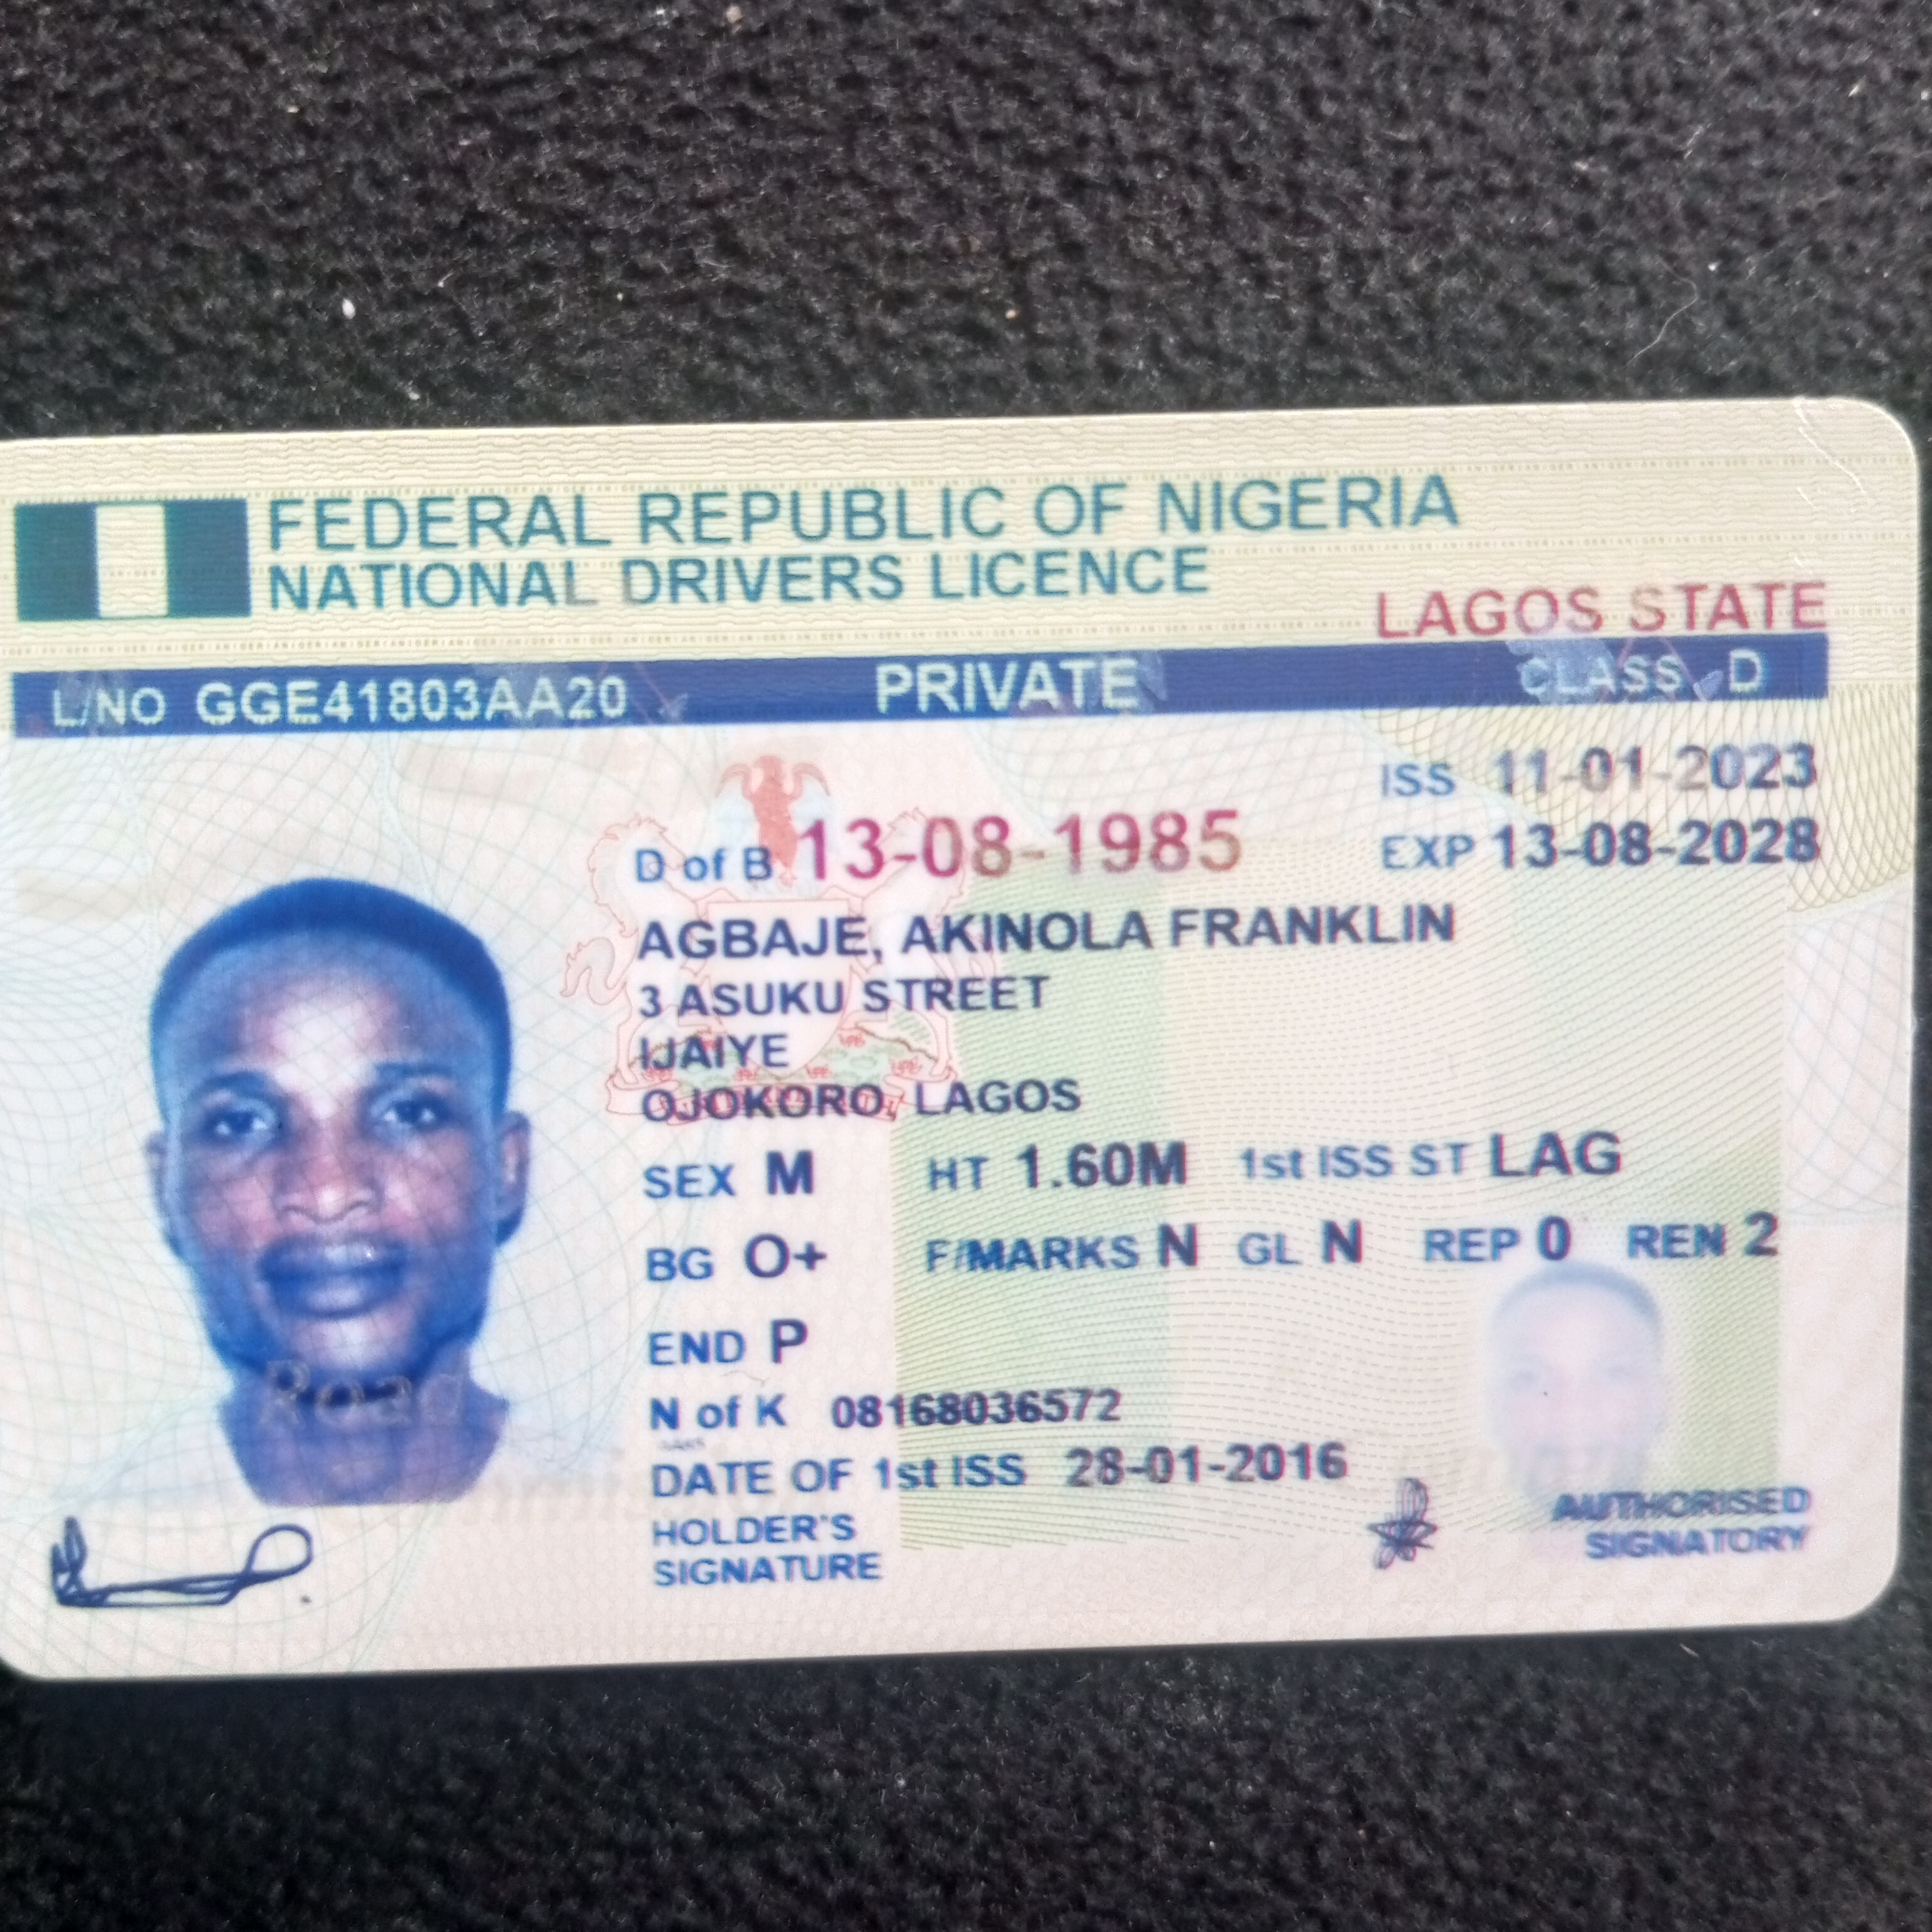 FEDERAL REPUBLIC OF NIGERIA
NATIONAL DRIVERS LICENCE
LAGOS STATE
L/NO GGE41803AA20 PRIVATE CLASS D
ISS 11-01-2023
D of B 13-08-1985 EXP 13-08-2028
AGBAJE, AKINOLA FRANKLIN
3 ASUKU STREET
IJAIYE
OJOKORO, LAGOS
SEX M HT 1.60M 1st ISS ST LAG
BG O+ F/MARKS N GL N REP 0 REN 2
END P
Road
N of K 08168036572
DATE OF 1st ISS 28-01-2016
HOLDER'S
SIGNATURE
AUTHORISED
SIGNATORY